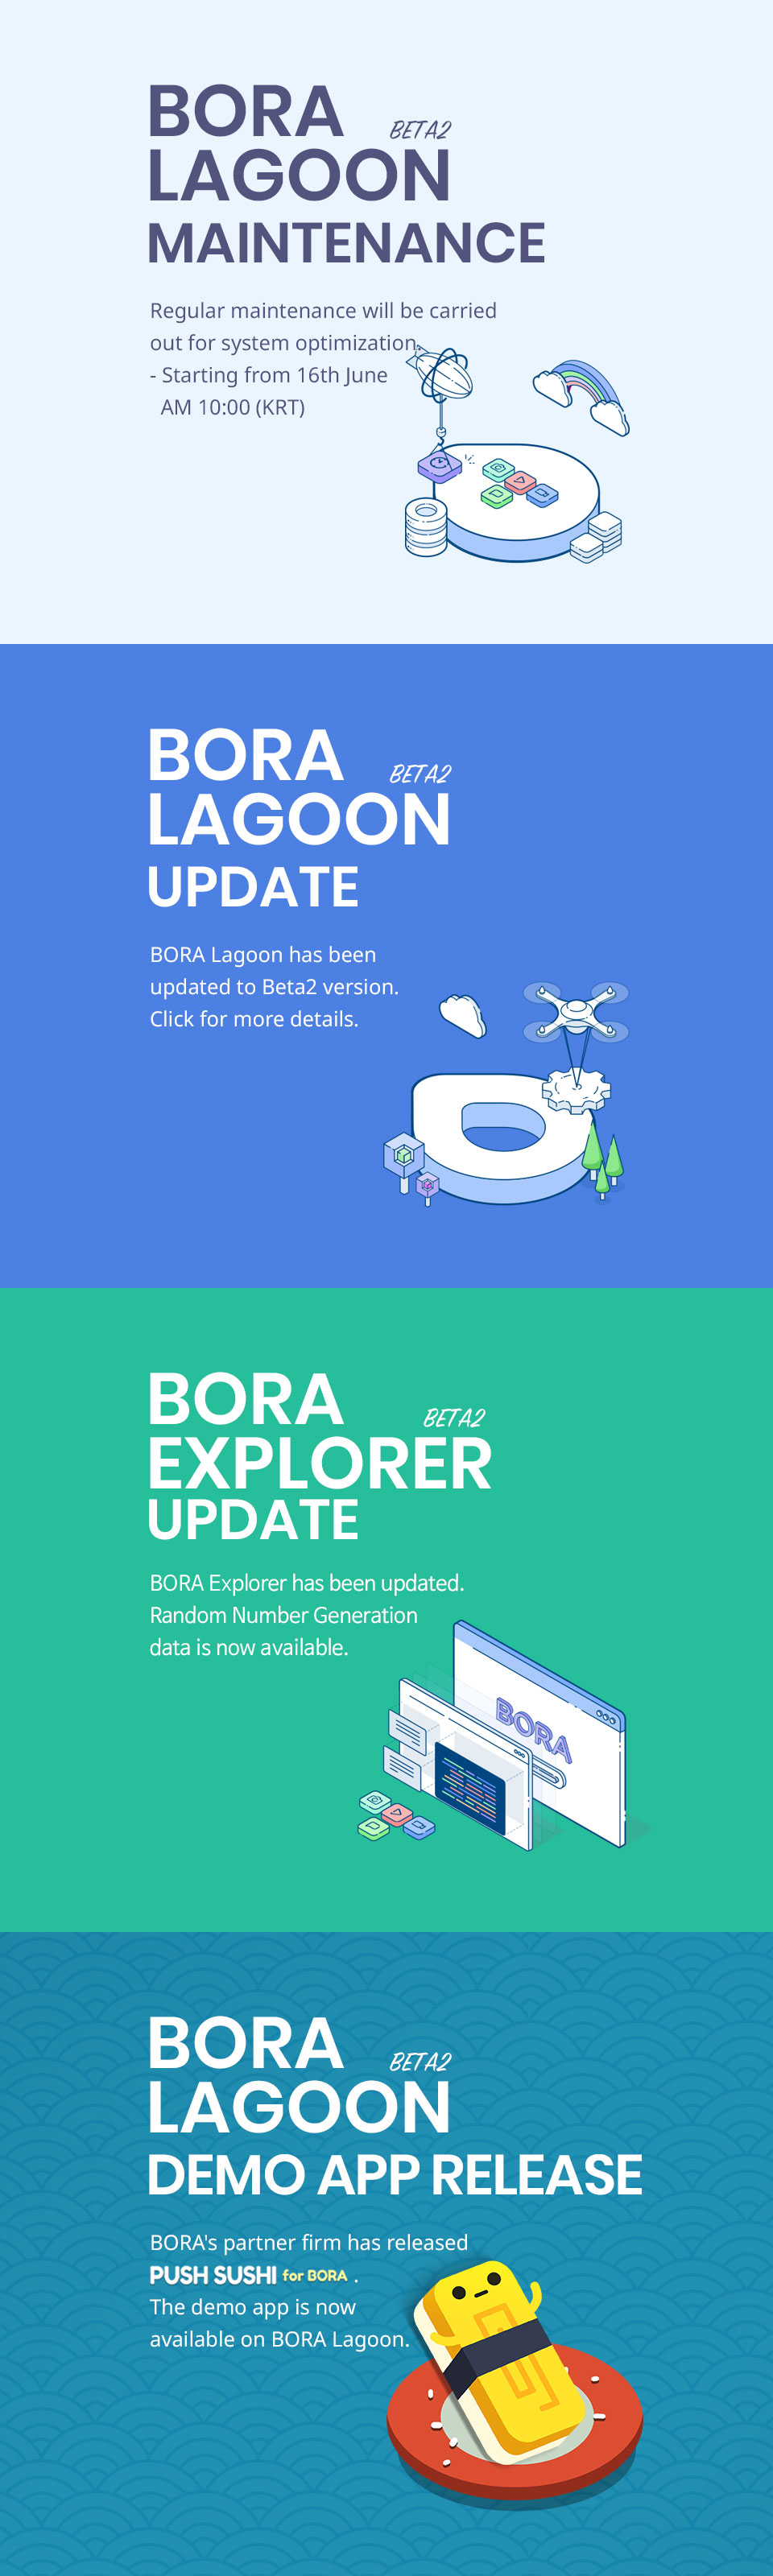 BORA
BETA2
LAGOON
MAINTENANCE
Regular maintenance will be carried
out for system optimization.
- Starting from 16th June
AM 10:00 (KRT)
BORA
BETA2
LAGOON
UPDATE
BORA Lagoon has been
updated to Beta2 version.
Click for more details.
BORA
BETA2
EXPLORER
UPDATE
BORA Explorer has been updated.
Random Number Generation
data is now available.
BORA
BORA
BETA2
LAGOON
DEMO APP RELEASE
BORA's partner firm has released
PUSH SUSHI for BORA .
The demo app is now
available on BORA Lagoon.